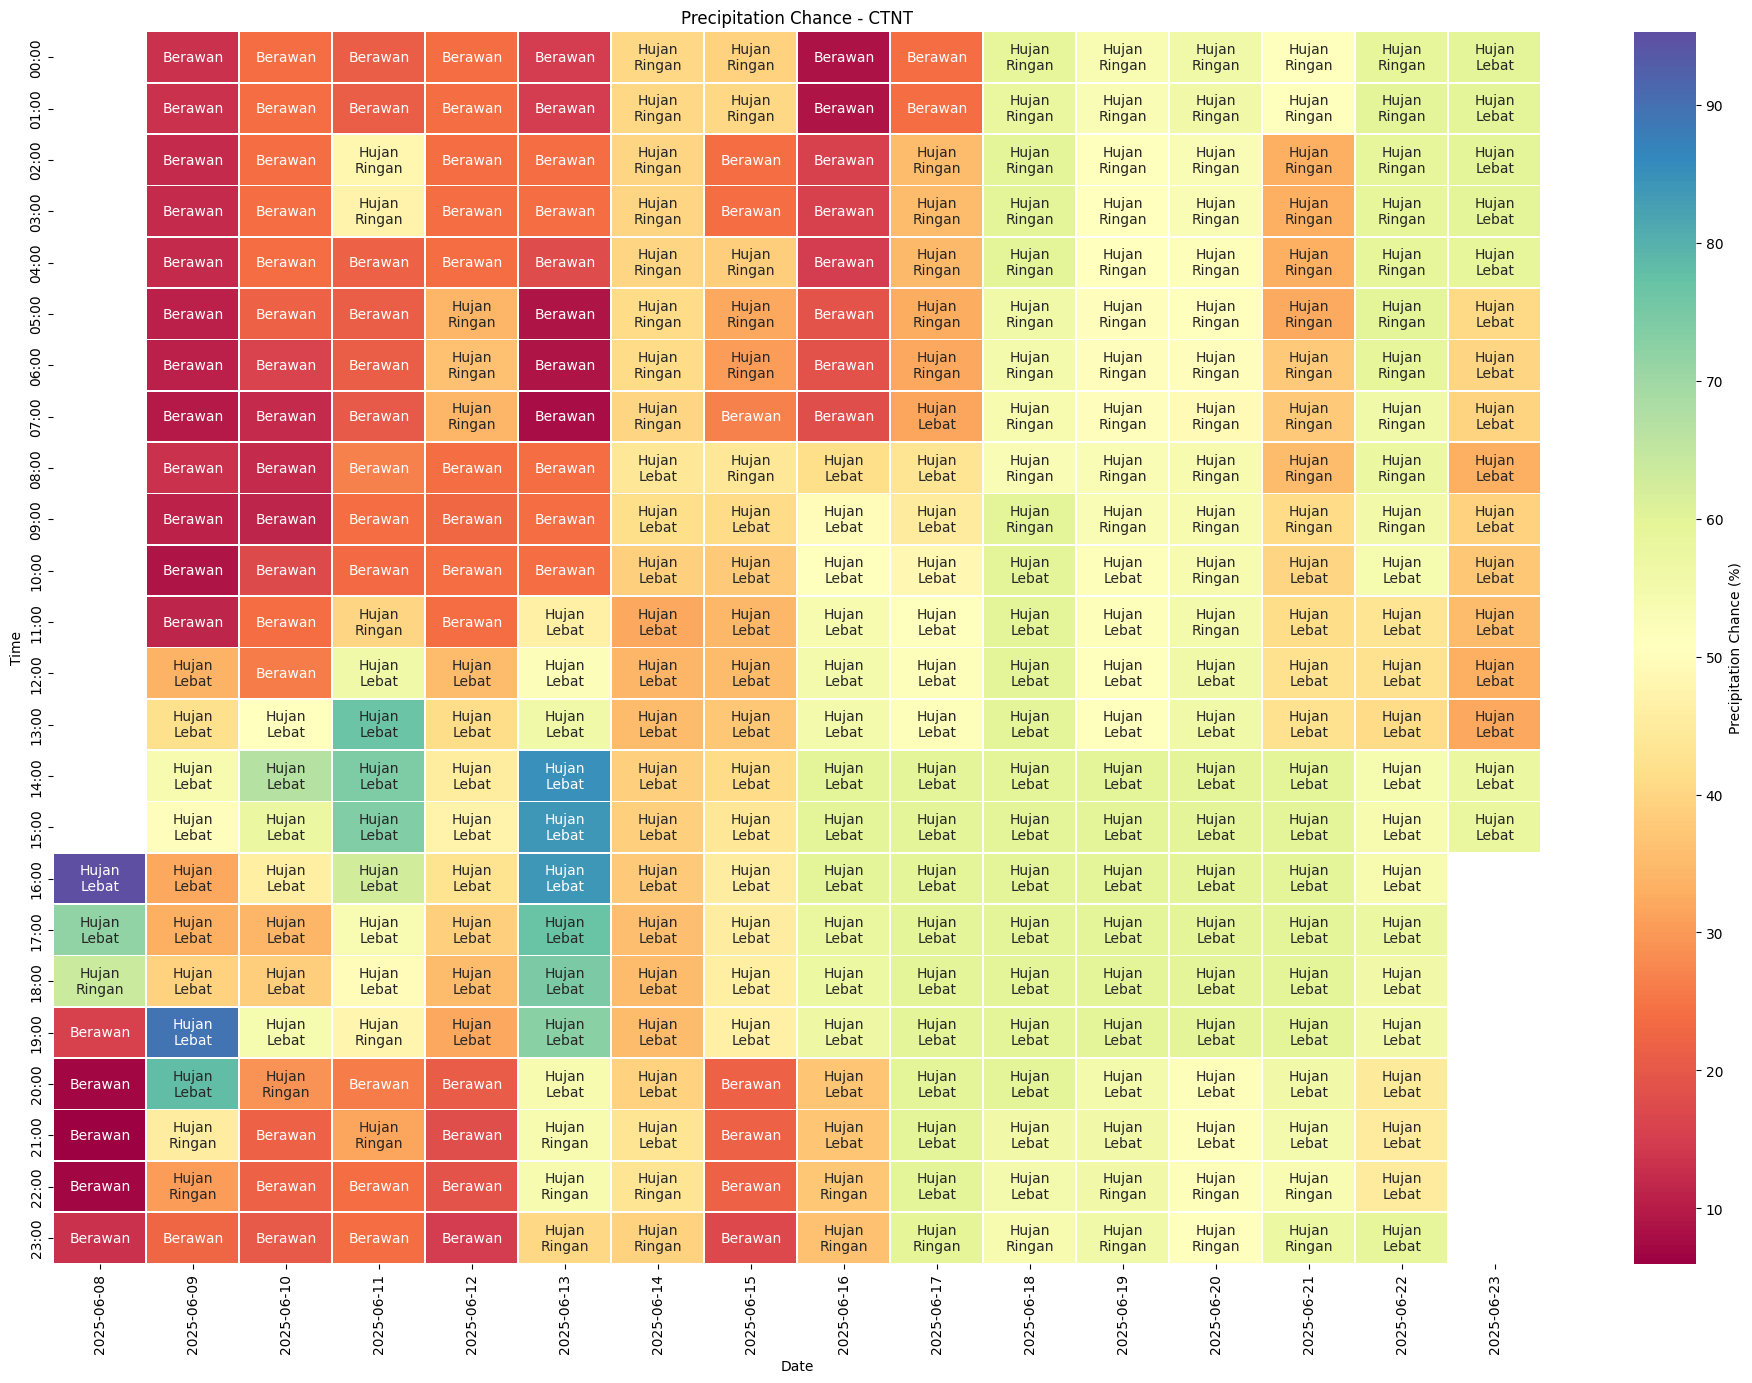 Precipitation Chance - CTNT
00:00 Berawan Berawan Berawan Berawan Berawan Hujan Ringan Hujan Ringan Berawan Berawan Hujan Ringan Hujan Ringan Hujan Ringan Hujan Ringan Hujan Ringan Hujan Lebat
01:00 Berawan Berawan Berawan Berawan Berawan Hujan Ringan Hujan Ringan Berawan Berawan Hujan Ringan Hujan Ringan Hujan Ringan Hujan Ringan Hujan Ringan Hujan Lebat
02:00 Berawan Berawan Hujan Ringan Berawan Berawan Hujan Ringan Berawan Berawan Hujan Ringan Hujan Ringan Hujan Ringan Hujan Ringan Hujan Ringan Hujan Ringan Hujan Lebat
03:00 Berawan Berawan Hujan Ringan Berawan Berawan Hujan Ringan Berawan Berawan Hujan Ringan Hujan Ringan Hujan Ringan Hujan Ringan Hujan Ringan Hujan Ringan Hujan Lebat
04:00 Berawan Berawan Berawan Berawan Berawan Hujan Ringan Hujan Ringan Berawan Hujan Ringan Hujan Ringan Hujan Ringan Hujan Ringan Hujan Ringan Hujan Ringan Hujan Lebat
05:00 Berawan Berawan Berawan Hujan Ringan Berawan Hujan Ringan Hujan Ringan Berawan Hujan Ringan Hujan Ringan Hujan Ringan Hujan Ringan Hujan Ringan Hujan Ringan Hujan Lebat
06:00 Berawan Berawan Berawan Hujan Ringan Berawan Hujan Ringan Hujan Ringan Berawan Hujan Ringan Hujan Ringan Hujan Ringan Hujan Ringan Hujan Ringan Hujan Ringan Hujan Lebat
07:00 Berawan Berawan Berawan Hujan Ringan Berawan Hujan Ringan Berawan Berawan Hujan Lebat Hujan Ringan Hujan Ringan Hujan Ringan Hujan Ringan Hujan Ringan Hujan Lebat
08:00 Berawan Berawan Berawan Berawan Berawan Hujan Lebat Hujan Ringan Hujan Lebat Hujan Lebat Hujan Ringan Hujan Ringan Hujan Ringan Hujan Ringan Hujan Ringan Hujan Lebat
09:00 Berawan Berawan Berawan Berawan Berawan Hujan Lebat Hujan Lebat Hujan Lebat Hujan Lebat Hujan Ringan Hujan Ringan Hujan Ringan Hujan Ringan Hujan Ringan Hujan Lebat
10:00 Berawan Berawan Berawan Berawan Berawan Hujan Lebat Hujan Lebat Hujan Lebat Hujan Lebat Hujan Lebat Hujan Lebat Hujan Ringan Hujan Lebat Hujan Lebat Hujan Lebat
11:00 Berawan Berawan Hujan Ringan Berawan Hujan Lebat Hujan Lebat Hujan Lebat Hujan Lebat Hujan Lebat Hujan Lebat Hujan Lebat Hujan Ringan Hujan Lebat Hujan Lebat Hujan Lebat
12:00 Hujan Lebat Berawan Hujan Lebat Hujan Lebat Hujan Lebat Hujan Lebat Hujan Lebat Hujan Lebat Hujan Lebat Hujan Lebat Hujan Lebat Hujan Lebat Hujan Lebat Hujan Lebat Hujan Lebat
13:00 Hujan Lebat Hujan Lebat Hujan Lebat Hujan Lebat Hujan Lebat Hujan Lebat Hujan Lebat Hujan Lebat Hujan Lebat Hujan Lebat Hujan Lebat Hujan Lebat Hujan Lebat Hujan Lebat Hujan Lebat
14:00 Hujan Lebat Hujan Lebat Hujan Lebat Hujan Lebat Hujan Lebat Hujan Lebat Hujan Lebat Hujan Lebat Hujan Lebat Hujan Lebat Hujan Lebat Hujan Lebat Hujan Lebat Hujan Lebat Hujan Lebat
15:00 Hujan Lebat Hujan Lebat Hujan Lebat Hujan Lebat Hujan Lebat Hujan Lebat Hujan Lebat Hujan Lebat Hujan Lebat Hujan Lebat Hujan Lebat Hujan Lebat Hujan Lebat Hujan Lebat Hujan Lebat
16:00 Hujan Lebat Hujan Lebat Hujan Lebat Hujan Lebat Hujan Lebat Hujan Lebat Hujan Lebat Hujan Lebat Hujan Lebat Hujan Lebat Hujan Lebat Hujan Lebat Hujan Lebat Hujan Lebat Hujan Lebat
17:00 Hujan Lebat Hujan Lebat Hujan Lebat Hujan Lebat Hujan Lebat Hujan Lebat Hujan Lebat Hujan Lebat Hujan Lebat Hujan Lebat Hujan Lebat Hujan Lebat Hujan Lebat Hujan Lebat Hujan Lebat
18:00 Hujan Ringan Hujan Lebat Hujan Lebat Hujan Lebat Hujan Lebat Hujan Lebat Hujan Lebat Hujan Lebat Hujan Lebat Hujan Lebat Hujan Lebat Hujan Lebat Hujan Lebat Hujan Lebat Hujan Lebat
19:00 Berawan Hujan Lebat Hujan Lebat Hujan Ringan Hujan Lebat Hujan Lebat Hujan Lebat Hujan Lebat Hujan Lebat Hujan Lebat Hujan Lebat Hujan Lebat Hujan Lebat Hujan Lebat Hujan Lebat
20:00 Berawan Hujan Lebat Hujan Ringan Berawan Berawan Hujan Lebat Hujan Lebat Berawan Hujan Lebat Hujan Lebat Hujan Lebat Hujan Lebat Hujan Lebat Hujan Lebat Hujan Lebat
21:00 Berawan Hujan Ringan Berawan Hujan Ringan Berawan Hujan Ringan Hujan Lebat Berawan Hujan Lebat Hujan Lebat Hujan Lebat Hujan Lebat Hujan Lebat Hujan Lebat Hujan Lebat
22:00 Berawan Hujan Ringan Berawan Berawan Berawan Hujan Ringan Hujan Ringan Berawan Hujan Ringan Hujan Lebat Hujan Lebat Hujan Ringan Hujan Ringan Hujan Ringan Hujan Lebat
23:00 Berawan Berawan Berawan Berawan Berawan Hujan Ringan Hujan Ringan Berawan Hujan Ringan Hujan Ringan Hujan Ringan Hujan Ringan Hujan Ringan Hujan Ringan Hujan Lebat
2025-06-08 2025-06-09 2025-06-10 2025-06-11 2025-06-12 2025-06-13 2025-06-14 2025-06-15 2025-06-16 2025-06-17 2025-06-18 2025-06-19 2025-06-20 2025-06-21 2025-06-22 2025-06-23
Date
Time
90
80
70
60
50
40
30
20
10
Precipitation Chance (%)